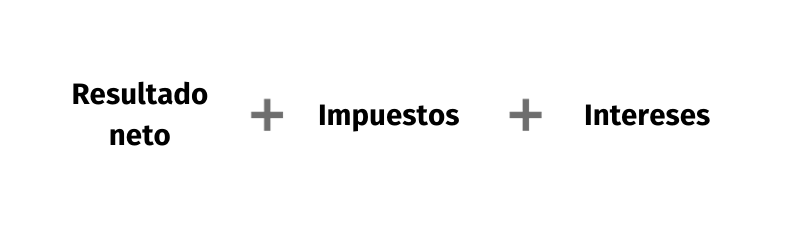 Resultado
neto + Impuestos + Intereses